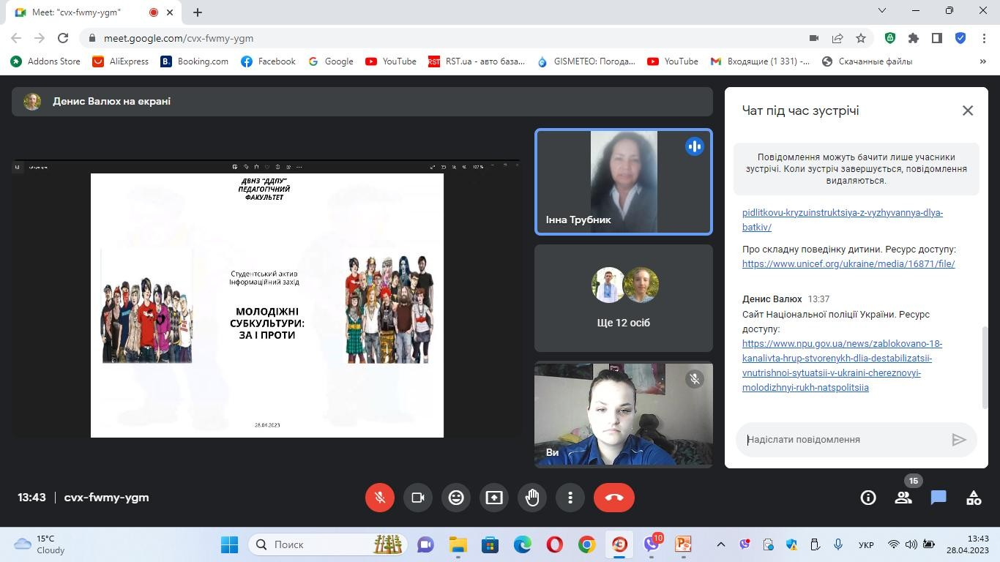 Meet: "cvx-fwmy-ygm"
meet.google.com/cvx-fwmy-ygm
Addons Store
AliExpress
B.
Booking.com
Facebook
Google
YouTube
RST
RST.ua - авто база...
GISMETEO: Погода...
YouTube
Входящие (1 331) -...
Скачанные файлы
»
Денис Валюх на екрані
ДВНЗ "ДДПУ"
ПЕДАГОГІЧНИЙ
ФАКУЛЬТЕТ
Студентський актив
Інформаційний захід
МОЛОДІЖНІ
СУБКУЛЬТУРИ:
ЗА І ПРОТИ
28.04.2023
Інна Трубник
Ще 12 осіб
Ви
Чат під час зустрічі
Повідомлення можуть бачити лише учасники
зустрічі. Коли зустріч завершується, повідомлення
видаляються.
pidlitkovu-kryzuinstruktsiya-z-vyzhyvannya-dlya-
batkiv/
Про складну поведінку дитини. Ресурс доступу:
https://www.unicef.org/ukraine/media/16871/file/
Денис Валюх 13:37
Сайт Національної поліції України. Ресурс
доступу:
https://www.npu.gov.ua/news/zablokovano-18-
kanalivta-hrup-stvorenykh-dlia-destabilizatsii-
vnutrishnoi-sytuatsii-v-ukraini-chereznovyi-
molodizhnyi-rukh-natspolitsiia
Надіслати повідомлення
13:43 | cvx-fwmy-ygm
15
15°C
Cloudy
Поиск
10
УКР
13:43
28.04.2023